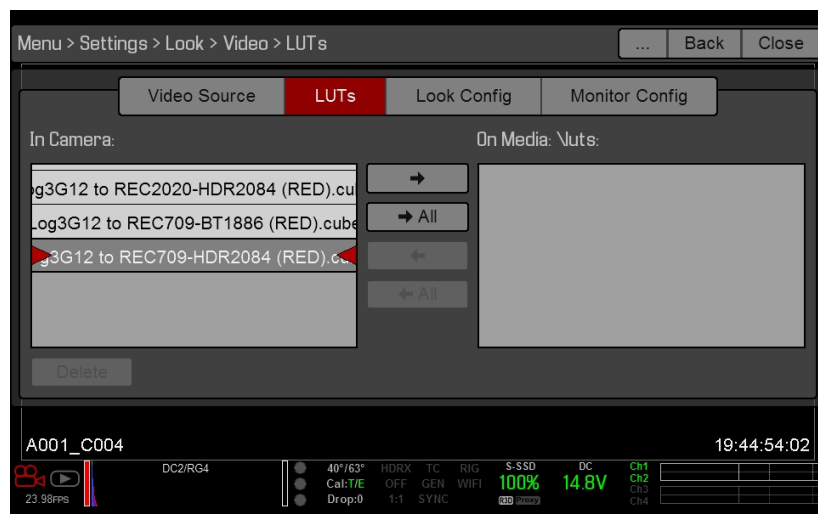 Menu > Settings > Look > Video > LUTs
... Back Close
Video Source LUTs Look Config Monitor Config
In Camera: On Media: \luts:
g3G12 to REC2020-HDR2084 (RED).cu
Log3G12 to REC709-BT1886 (RED).cube
g3G12 to REC709-HDR2084 (RED).cu
→
→ All
←
← All
Delete
A001_C004 19:44:54:02
23.98FPS
DC2/RG4
40°/63°
Cal:T/E
Drop:0
HDRX TC RIG
OFF GEN WIFI
1:1 SYNC
S-SSD
100%
R3D Proxy
DC
14.8V
Ch1
Ch2
Ch3
Ch4